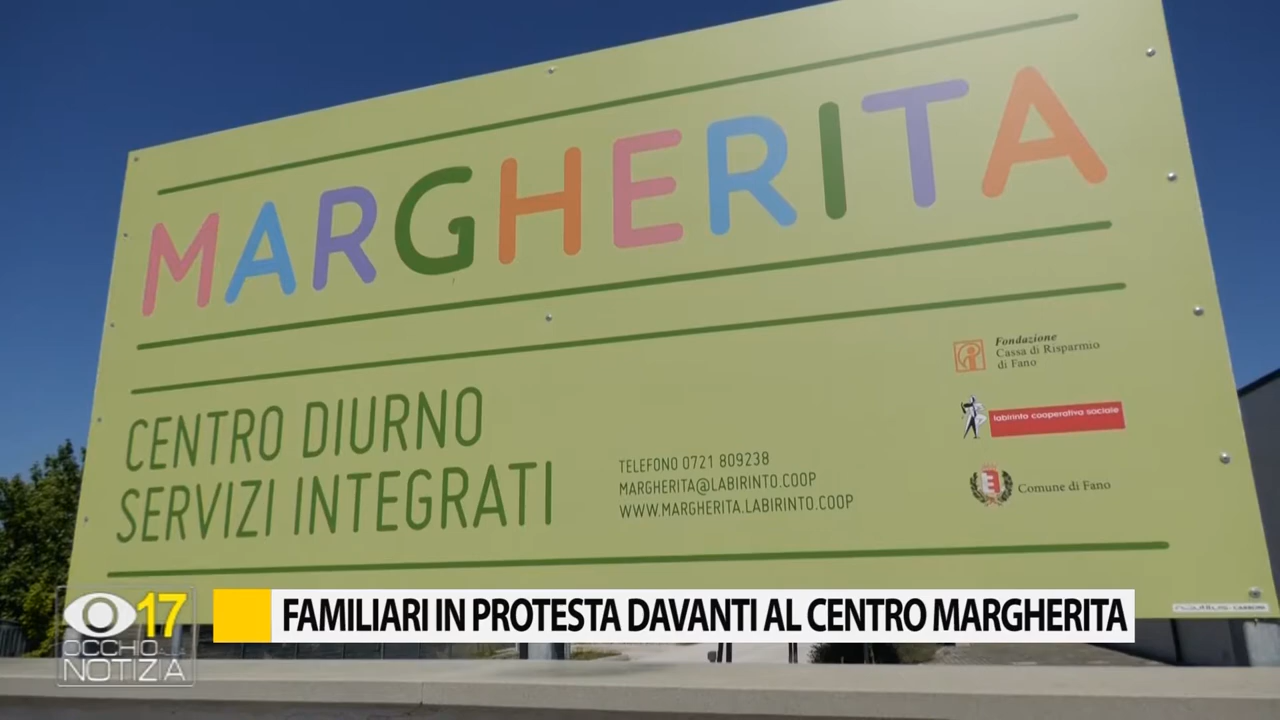 MARGHERITA
CENTRO DIURNO
SERVIZI INTEGRATI
TELEFONO 0721 809238
MARGHERITA@LABIRINTO.COOP
WWW.MARGHERITA.LABIRINTO.COOP
Fondazione
Cassa di Risparmio
di Fano
labirinto cooperativa sociale
Comune di Fano
17
OCCHIO ALLA
NOTIZIA
FAMILIARI IN PROTESTA DAVANTI AL CENTRO MARGHERITA